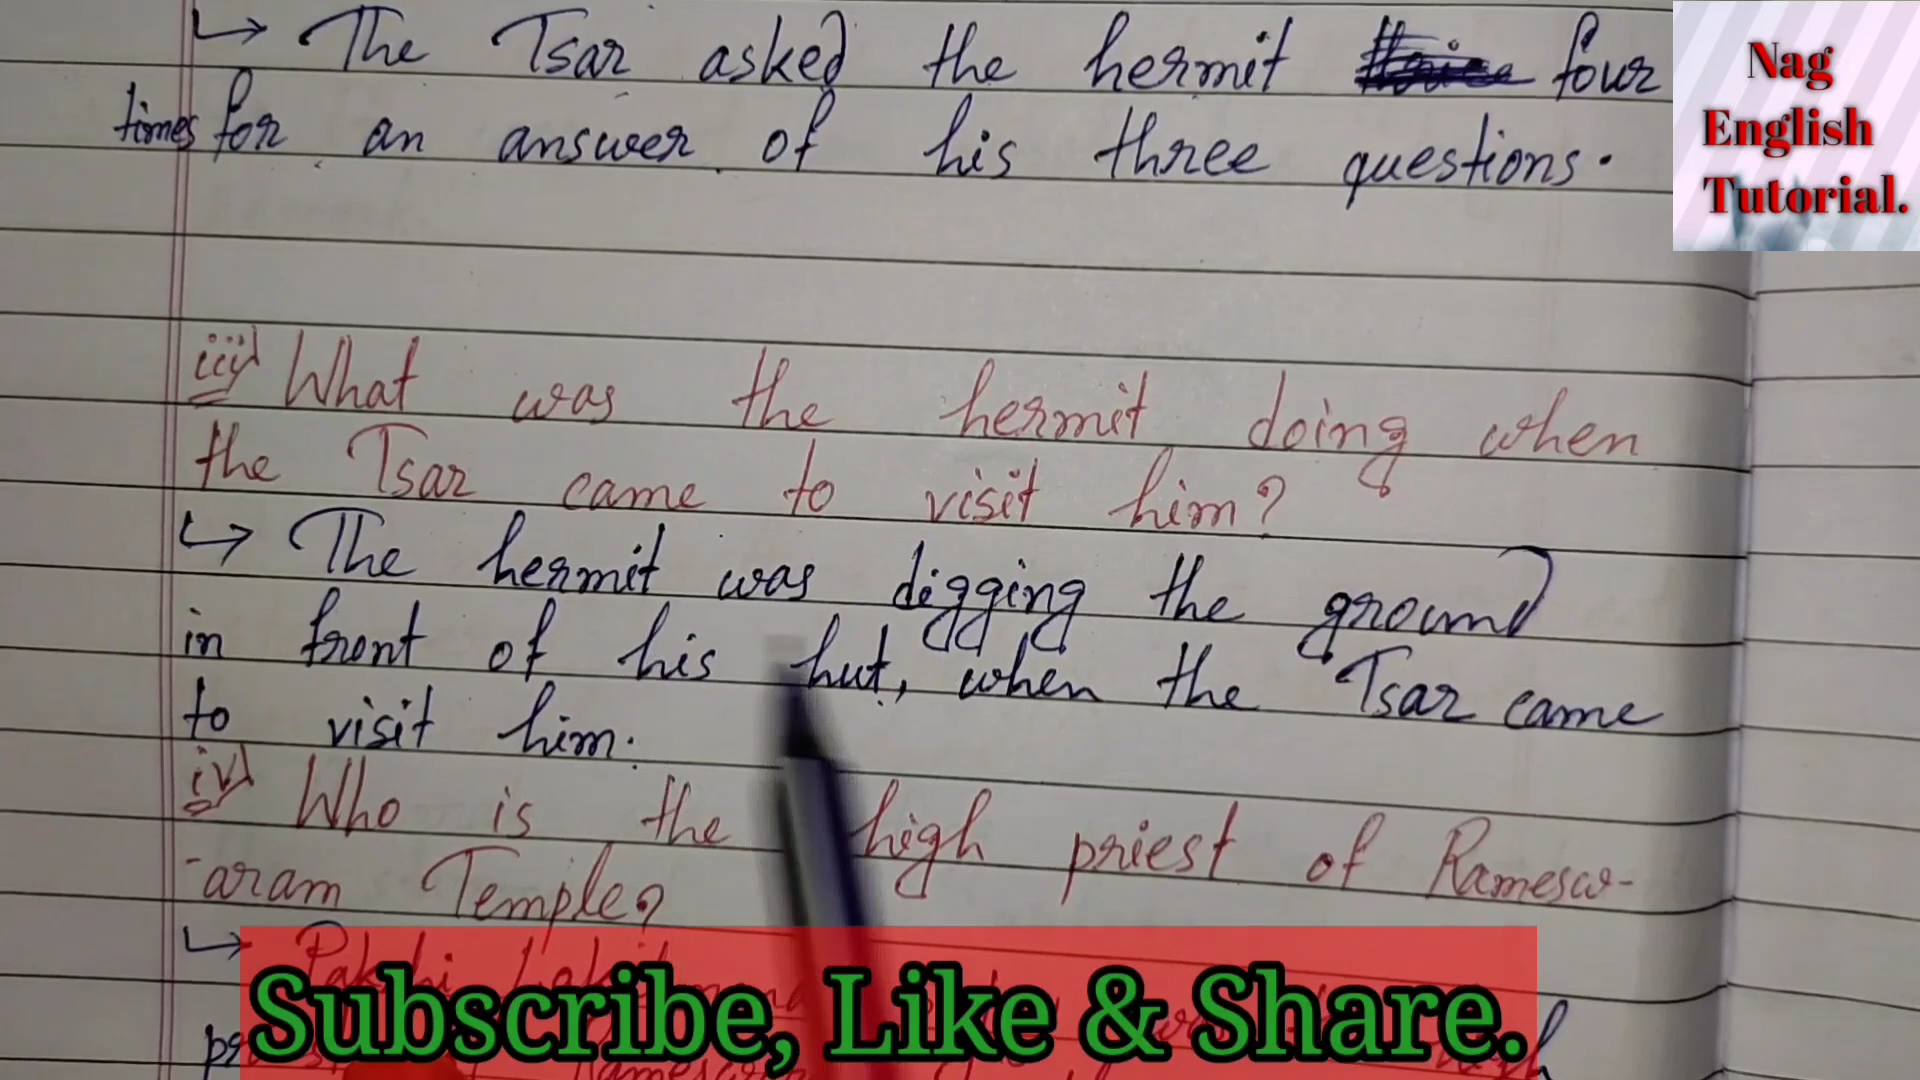 ↳ The Tsar asked the hermit four
times for an answer of his three questions.
iii) What was the hermit doing when
the Tsar came to visit him?
↳ The hermit was digging the ground
in front of his hut, when the Tsar came
to visit him.
iv) Who is the high priest of Ramesw-
-aram Temple?
↳ Pakshi
Nag
English
Tutorial.
Subscribe, Like & Share.